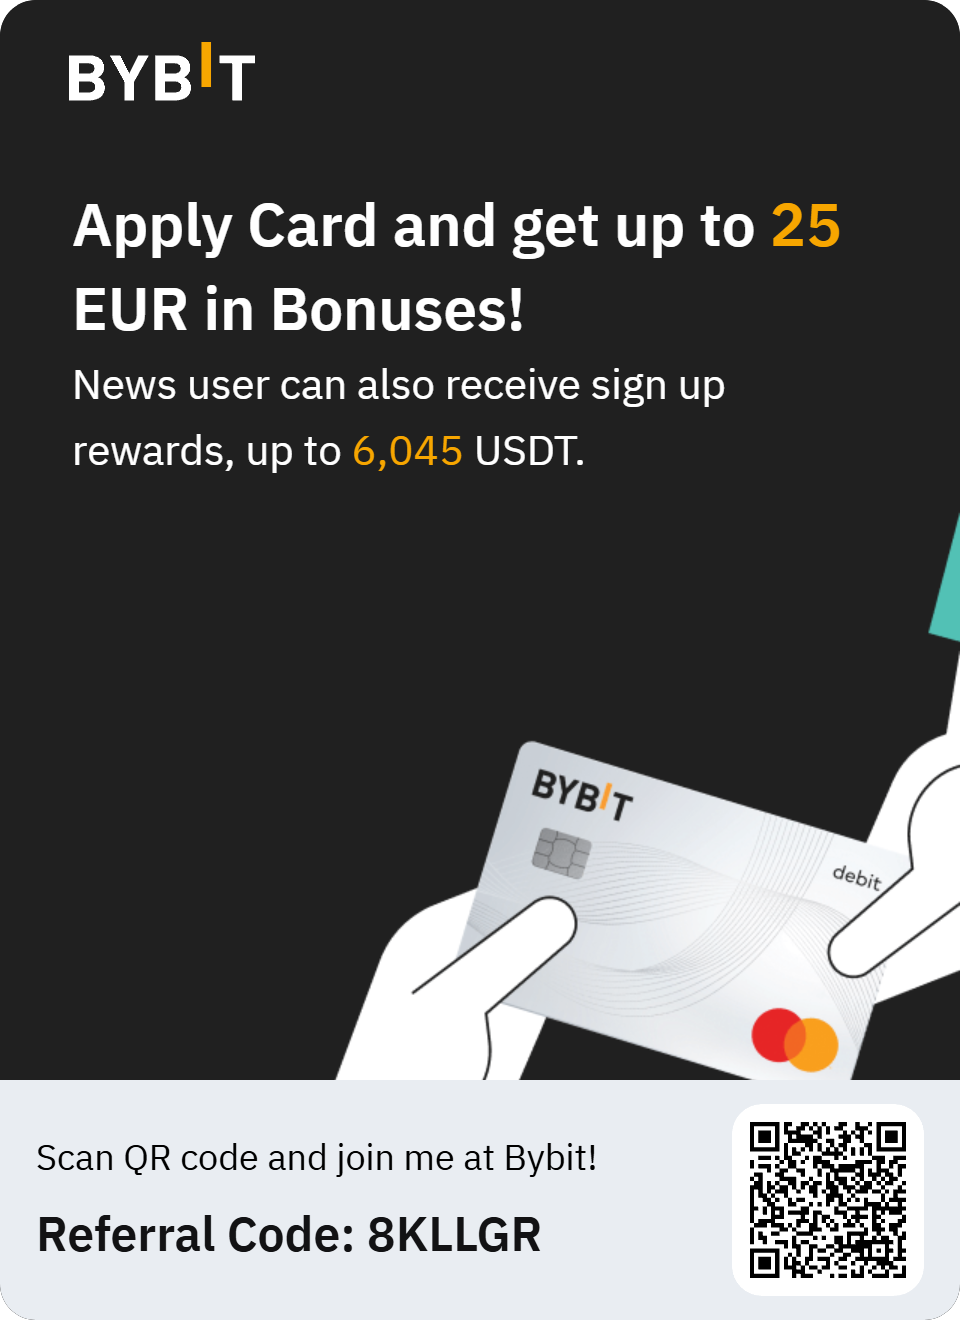 BYBIT
Apply Card and get up to 25
EUR in Bonuses!
News user can also receive sign up
rewards, up to 6,045 USDT.
BYBIT
debit
Scan QR code and join me at Bybit!
Referral Code: 8KLLGR